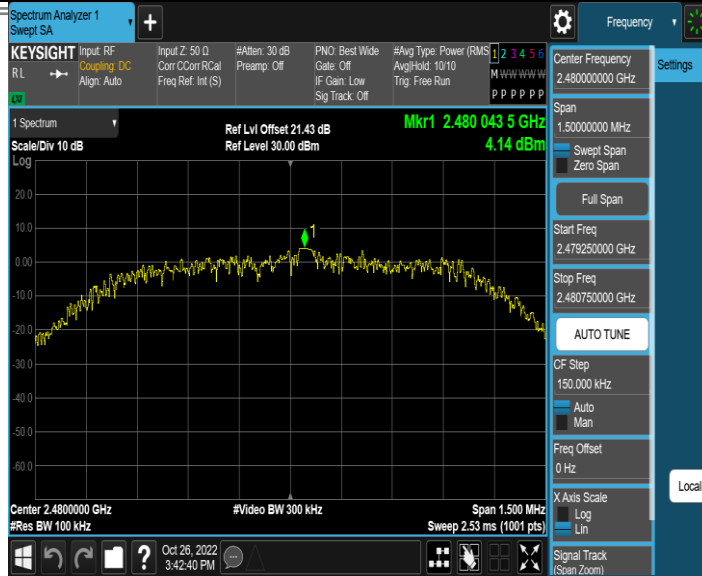 Spectrum Analyzer 1
Swept SA
Frequency
KEYSIGHT
RL
LXI
Input: RF
Coupling: DC
Align: Auto
Input Z: 50 Ω
Corr CCorr RCal
Freq Ref: Int (S)
#Atten: 30 dB
Preamp: Off
PNO: Best Wide
Gate: Off
IF Gain: Low
Sig Track: Off
#Avg Type: Power (RMS
Avg|Hold: 10/10
Trig: Free Run
1 2 3 4 5 6
M W W W W W
P P P P P P
1 Spectrum
Scale/Div 10 dB
Log
Ref Lvl Offset 21.43 dB
Ref Level 30.00 dBm
Mkr1 2.480 043 5 GHz
4.14 dBm
20.0
10.0
0.00
-10.0
-20.0
-30.0
-40.0
-50.0
-60.0
1
Center 2.4800000 GHz
#Res BW 100 kHz
#Video BW 300 kHz
Span 1.500 MHz
Sweep 2.53 ms (1001 pts)
?
Oct 26, 2022
3:42:40 PM
Center Frequency
2.480000000 GHz
Span
1.50000000 MHz
Swept Span
Zero Span
Full Span
Start Freq
2.479250000 GHz
Stop Freq
2.480750000 GHz
AUTO TUNE
CF Step
150.000 kHz
Auto
Man
Freq Offset
0 Hz
X Axis Scale
Log
Lin
Signal Track
(Span Zoom)
Settings
Local